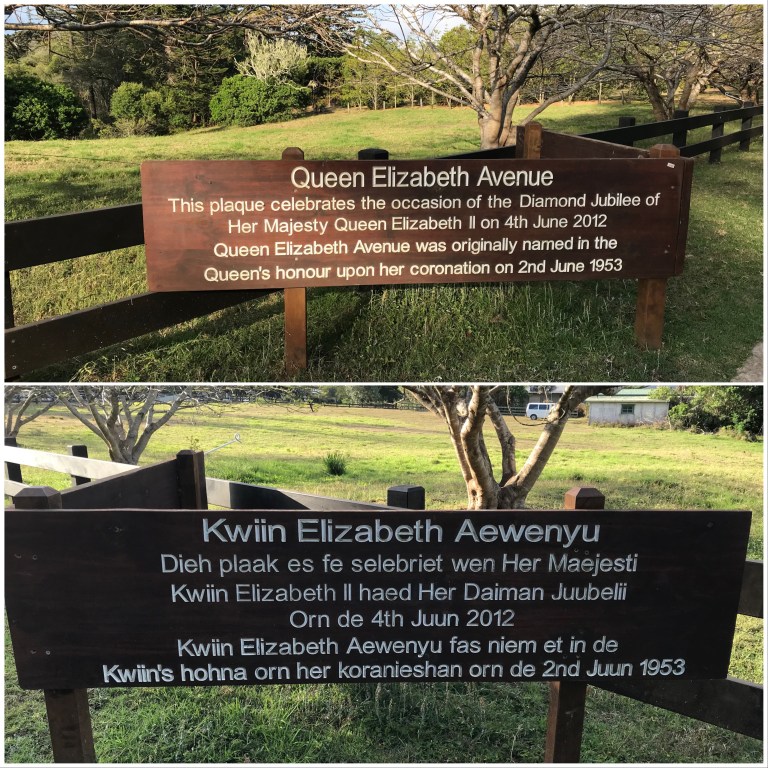 Queen Elizabeth Avenue
This plaque celebrates the occasion of the Diamond Jubilee of
Her Majesty Queen Elizabeth II on 4th June 2012
Queen Elizabeth Avenue was originally named in the
Queen's honour upon her coronation on 2nd June 1953
Kwiin Elizabeth Aewenyu
Dieh plaak es fe selebriet wen Her Maejesti
Kwiin Elizabeth II haed Her Daiman Juubelii
Orn de 4th Juun 2012
Kwiin Elizabeth Aewenyu fas niem et in de
Kwiin's hohna orn her koranieshan orn de 2nd Juun 1953